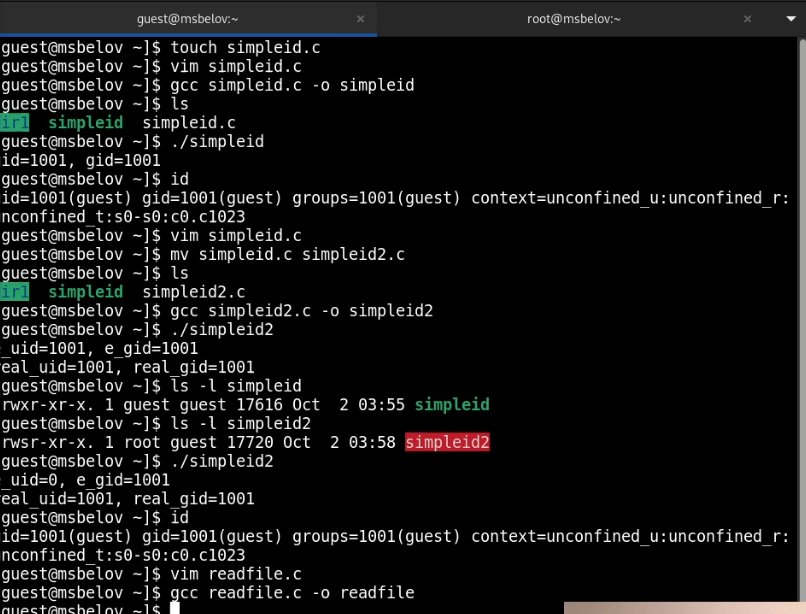 guest@msbelov:~ × root@msbelov:~ ×
guest@msbelov ~]$ touch simpleid.c
guest@msbelov ~]$ vim simpleid.c
guest@msbelov ~]$ gcc simpleid.c -o simpleid
guest@msbelov ~]$ ls
ir1 simpleid simpleid.c
guest@msbelov ~]$ ./simpleid
id=1001, gid=1001
guest@msbelov ~]$ id
id=1001(guest) gid=1001(guest) groups=1001(guest) context=unconfined_u:unconfined_r:
nconfined_t:s0-s0:c0.c1023
guest@msbelov ~]$ vim simpleid.c
guest@msbelov ~]$ mv simpleid.c simpleid2.c
guest@msbelov ~]$ ls
ir1 simpleid simpleid2.c
guest@msbelov ~]$ gcc simpleid2.c -o simpleid2
guest@msbelov ~]$ ./simpleid2
_uid=1001, e_gid=1001
eal_uid=1001, real_gid=1001
guest@msbelov ~]$ ls -l simpleid
rwxr-xr-x. 1 guest guest 17616 Oct 2 03:55 simpleid
guest@msbelov ~]$ ls -l simpleid2
rwsr-xr-x. 1 root guest 17720 Oct 2 03:58 simpleid2
guest@msbelov ~]$ ./simpleid2
_uid=0, e_gid=1001
eal_uid=1001, real_gid=1001
guest@msbelov ~]$ id
id=1001(guest) gid=1001(guest) groups=1001(guest) context=unconfined_u:unconfined_r:
nconfined_t:s0-s0:c0.c1023
guest@msbelov ~]$ vim readfile.c
guest@msbelov ~]$ gcc readfile.c -o readfile
guest@msbelov ~]$